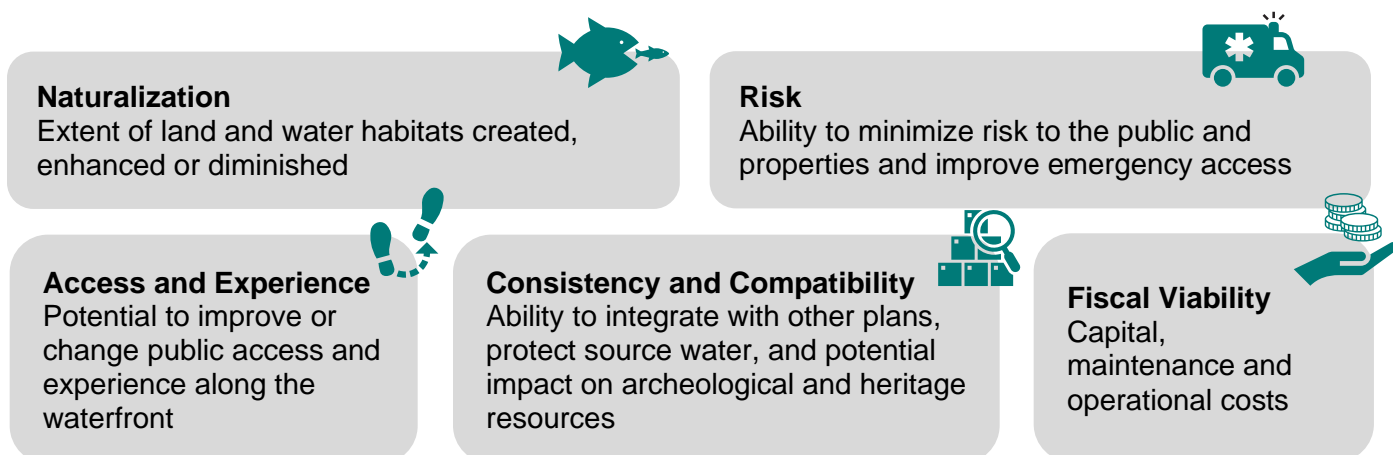 Naturalization
Extent of land and water habitats created,
enhanced or diminished
Risk
Ability to minimize risk to the public and
properties and improve emergency access
Access and Experience
Potential to improve or
change public access and
experience along the
waterfront
Consistency and Compatibility
Ability to integrate with other plans,
protect source water, and potential
impact on archeological and heritage
resources
Fiscal Viability
Capital,
maintenance and
operational costs